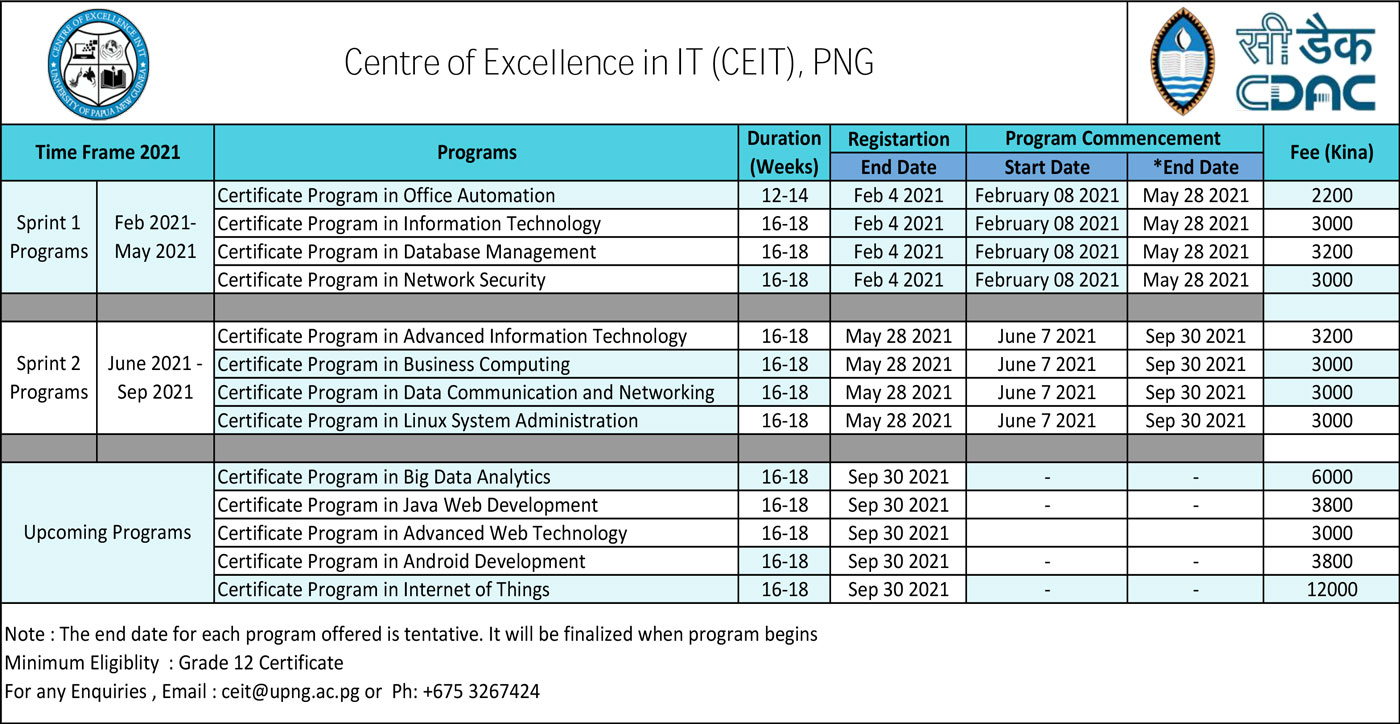 CENTRE OF EXCELLENCE IN IT
UNIVERSITY OF PAPUA NEW GUINEA
Centre of Excellence in IT (CEIT), PNG
सी डैक
CDAC
Time Frame 2021 Programs Duration (Weeks) Registartion End Date Program Commencement Start Date *End Date Fee (Kina)
Sprint 1 Programs Feb 2021- May 2021
Certificate Program in Office Automation 12-14 Feb 4 2021 February 08 2021 May 28 2021 2200
Certificate Program in Information Technology 16-18 Feb 4 2021 February 08 2021 May 28 2021 3000
Certificate Program in Database Management 16-18 Feb 4 2021 February 08 2021 May 28 2021 3200
Certificate Program in Network Security 16-18 Feb 4 2021 February 08 2021 May 28 2021 3000
Sprint 2 Programs June 2021 - Sep 2021
Certificate Program in Advanced Information Technology 16-18 May 28 2021 June 7 2021 Sep 30 2021 3200
Certificate Program in Business Computing 16-18 May 28 2021 June 7 2021 Sep 30 2021 3000
Certificate Program in Data Communication and Networking 16-18 May 28 2021 June 7 2021 Sep 30 2021 3000
Certificate Program in Linux System Administration 16-18 May 28 2021 June 7 2021 Sep 30 2021 3000
Upcoming Programs
Certificate Program in Big Data Analytics 16-18 Sep 30 2021 - - 6000
Certificate Program in Java Web Development 16-18 Sep 30 2021 - - 3800
Certificate Program in Advanced Web Technology 16-18 Sep 30 2021 3000
Certificate Program in Android Development 16-18 Sep 30 2021 - - 3800
Certificate Program in Internet of Things 16-18 Sep 30 2021 - - 12000
Note : The end date for each program offered is tentative. It will be finalized when program begins
Minimum Eligiblity : Grade 12 Certificate
For any Enquiries , Email : ceit@upng.ac.pg or Ph: +675 3267424